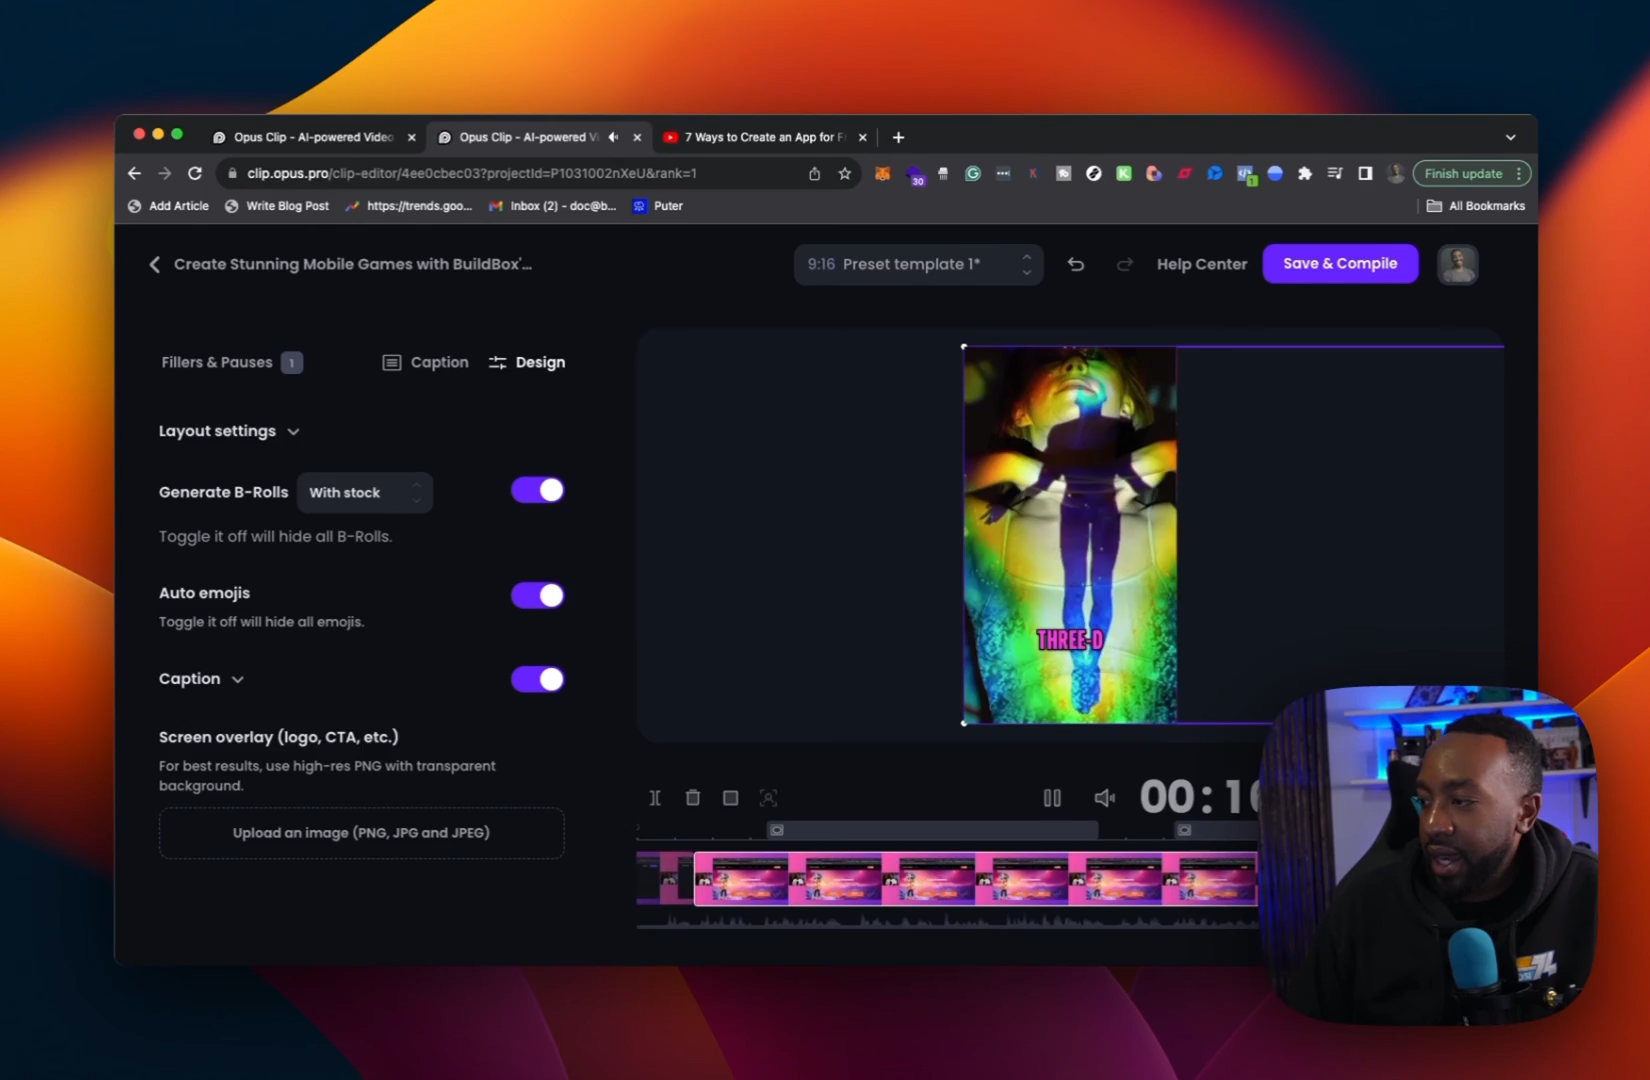 Opus Clip - AI-powered Video
Opus Clip - AI-powered Vi
7 Ways to Create an App for F
clip.opus.pro/clip-editor/4ee0cbec03?projectId=P1031002nXeU&rank=1
30
1
Finish update
Add Article
Write Blog Post
https://trends.goo...
Inbox (2) - doc@b...
Puter
All Bookmarks
Create Stunning Mobile Games with BuildBox'...
9:16 Preset template 1*
Help Center
Save & Compile
Fillers & Pauses 1
Caption
Design
Layout settings
Generate B-Rolls
With stock
Toggle it off will hide all B-Rolls.
Auto emojis
Toggle it off will hide all emojis.
Caption
THREE-D
Screen overlay (logo, CTA, etc.)
For best results, use high-res PNG with transparent
background.
Upload an image (PNG, JPG and JPEG)
00:10